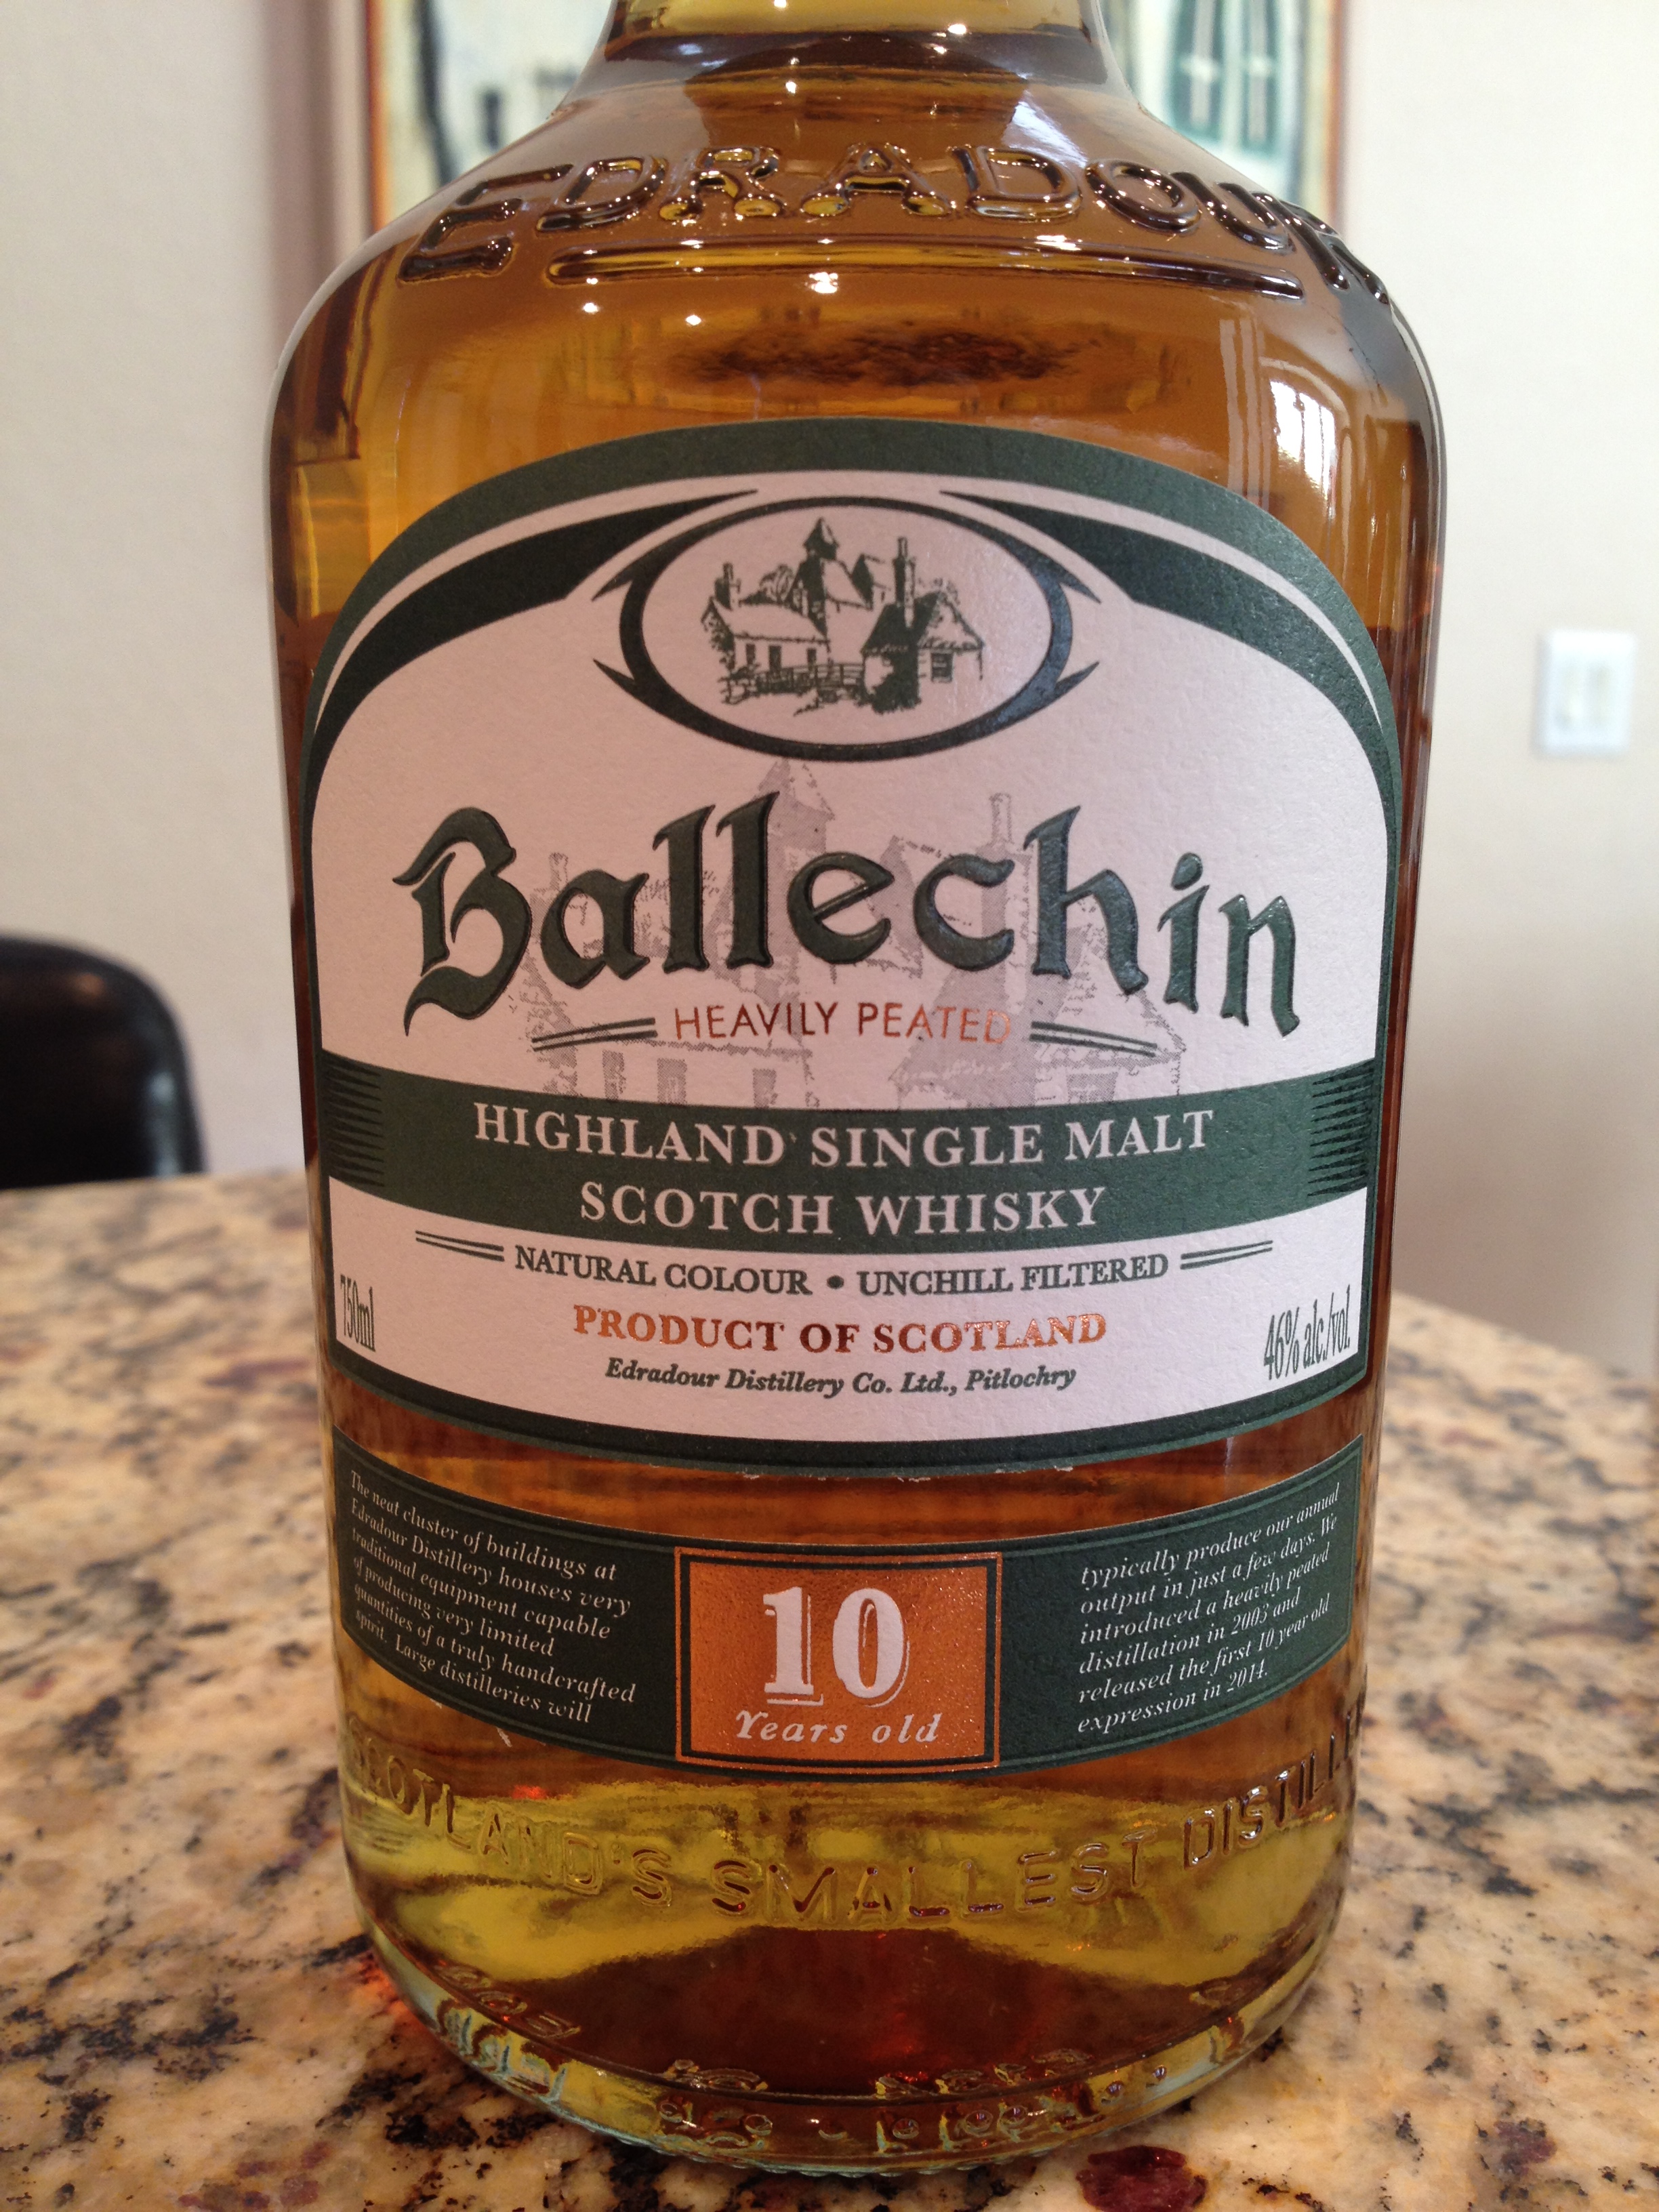 EDRADOUR
Ballechin
HEAVILY PEATED
HIGHLAND SINGLE MALT
SCOTCH WHISKY
NATURAL COLOUR • UNCHILL FILTERED
750ml
PRODUCT OF SCOTLAND
46% alc./vol.
Edradour Distillery Co. Ltd., Pitlochry
The neat cluster of buildings at
Edradour Distillery houses very
traditional equipment capable
of producing very limited
quantities of a truly handcrafted
spirit. Large distilleries will
10
Years old
typically produce our annual
output in just a few days. We
introduced a heavily peated
distillation in 2003 and
released the first 10 year old
expression in 2014.
SCOTLAND'S SMALLEST DISTILLE